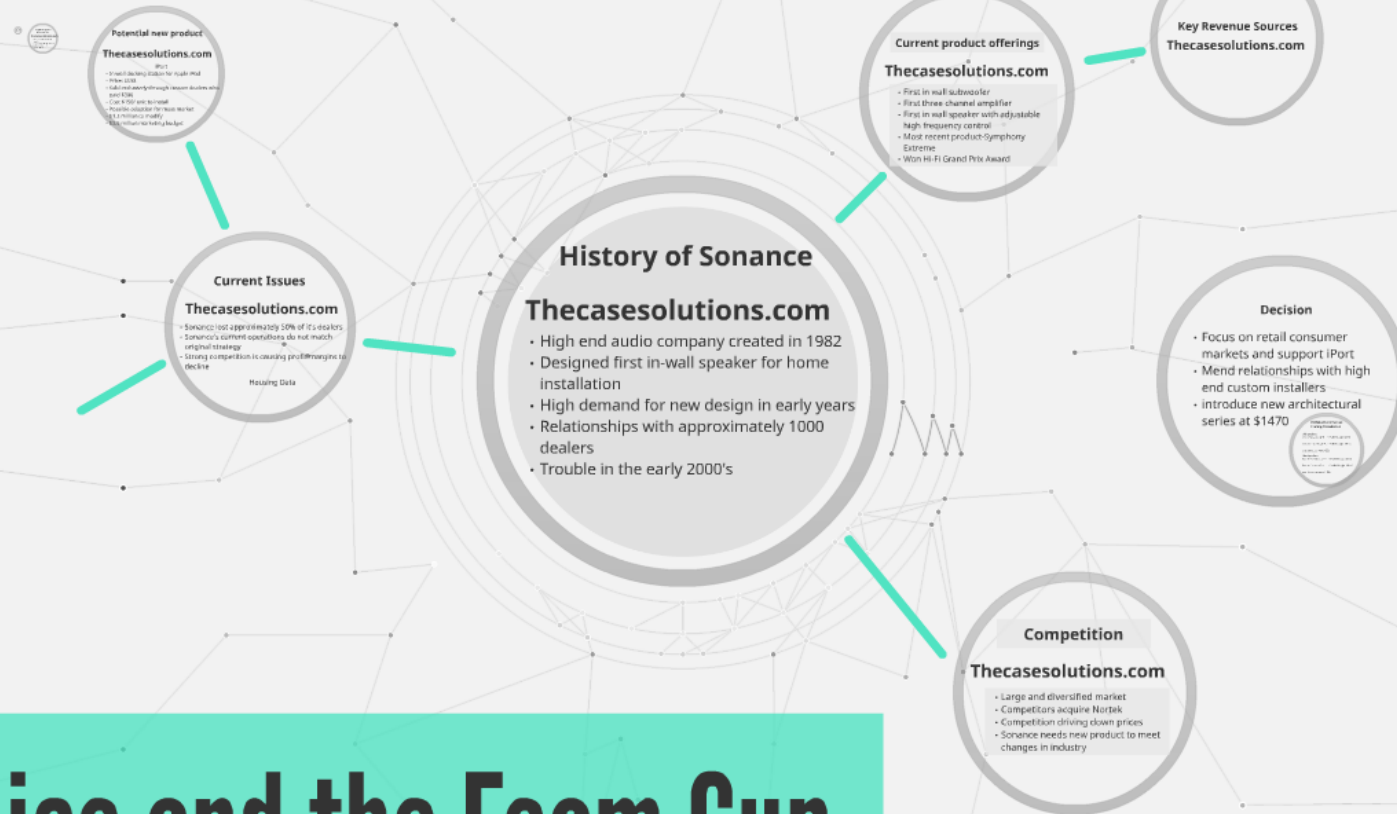 Potential new product
Thecasesolutions.com
iPort
- Price:
Current product offerings
Thecasesolutions.com
• First in wall subwoofer
• First three channel amplifier
• First in wall speaker with adjustable
high frequency control
• Most recent product-Symphony
Extreme
• Won Hi-Fi Grand Prix Award
Key Revenue Sources
Thecasesolutions.com
Current Issues
Thecasesolutions.com
- Sonance lost approximately 50% of it's dealers
- Sonance's current operations do not match
original strategy
- Strong competition is causing profit margins to
decline
Housing Data
History of Sonance
Thecasesolutions.com
• High end audio company created in 1982
• Designed first in-wall speaker for home
installation
• High demand for new design in early years
• Relationships with approximately 1000
dealers
• Trouble in the early 2000's
Decision
• Focus on retail consumer
markets and support iPort
• Mend relationships with high
end custom installers
• introduce new architectural
series at $1470
Competition
Thecasesolutions.com
• Large and diversified market
• Competitors acquire Nortek
• Competition driving down prices
• Sonance needs new product to meet
changes in industry
and the Foam Cup